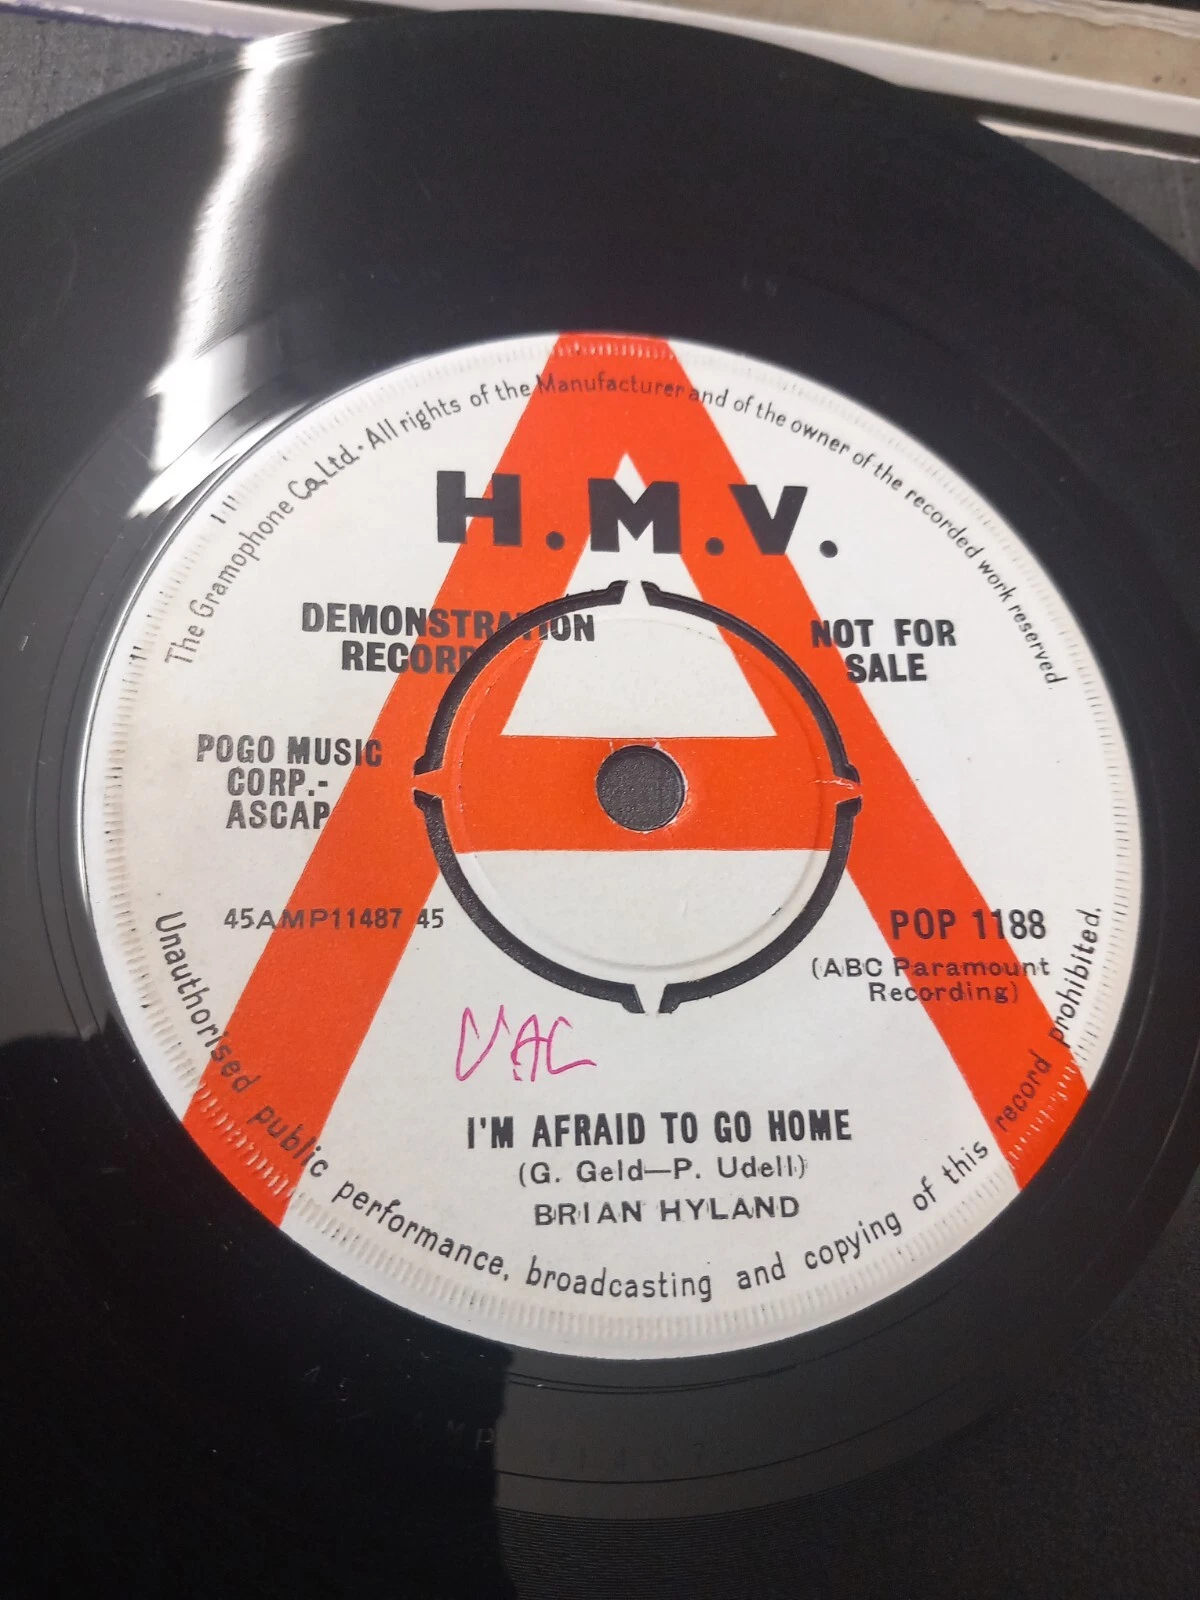 The Gramophone Co. Ltd. · All rights of the Manufacturer and of the owner of the recorded work reserved.
H.M.V.
DEMONSTRATION
RECORD
NOT FOR
SALE
POGO MUSIC
CORP.-
ASCAP
45AMP11487 45
POP 1188
(ABC Paramount
Recording)
I'M AFRAID TO GO HOME
(G. Geld—P. Udell)
BRIAN HYLAND
Unauthorised public performance, broadcasting and copying of this record prohibited.